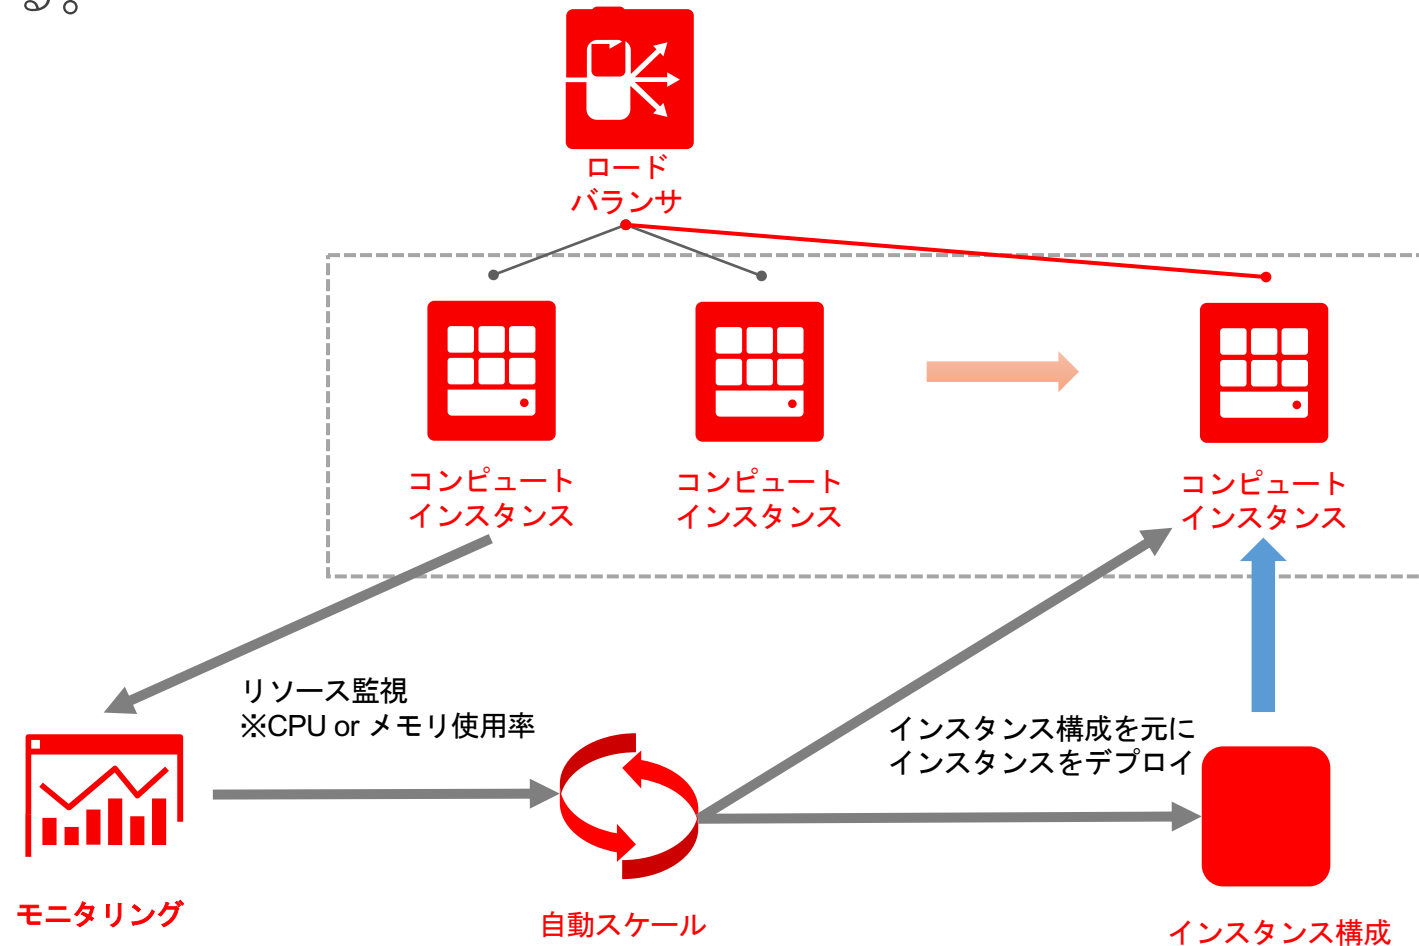 す。
ロード
バランサ
コンピュート
インスタンス
コンピュート
インスタンス
コンピュート
インスタンス
リソース監視
※CPU or メモリ使用率
インスタンス構成を元に
インスタンスをデプロイ
モニタリング
自動スケール
インスタンス構成